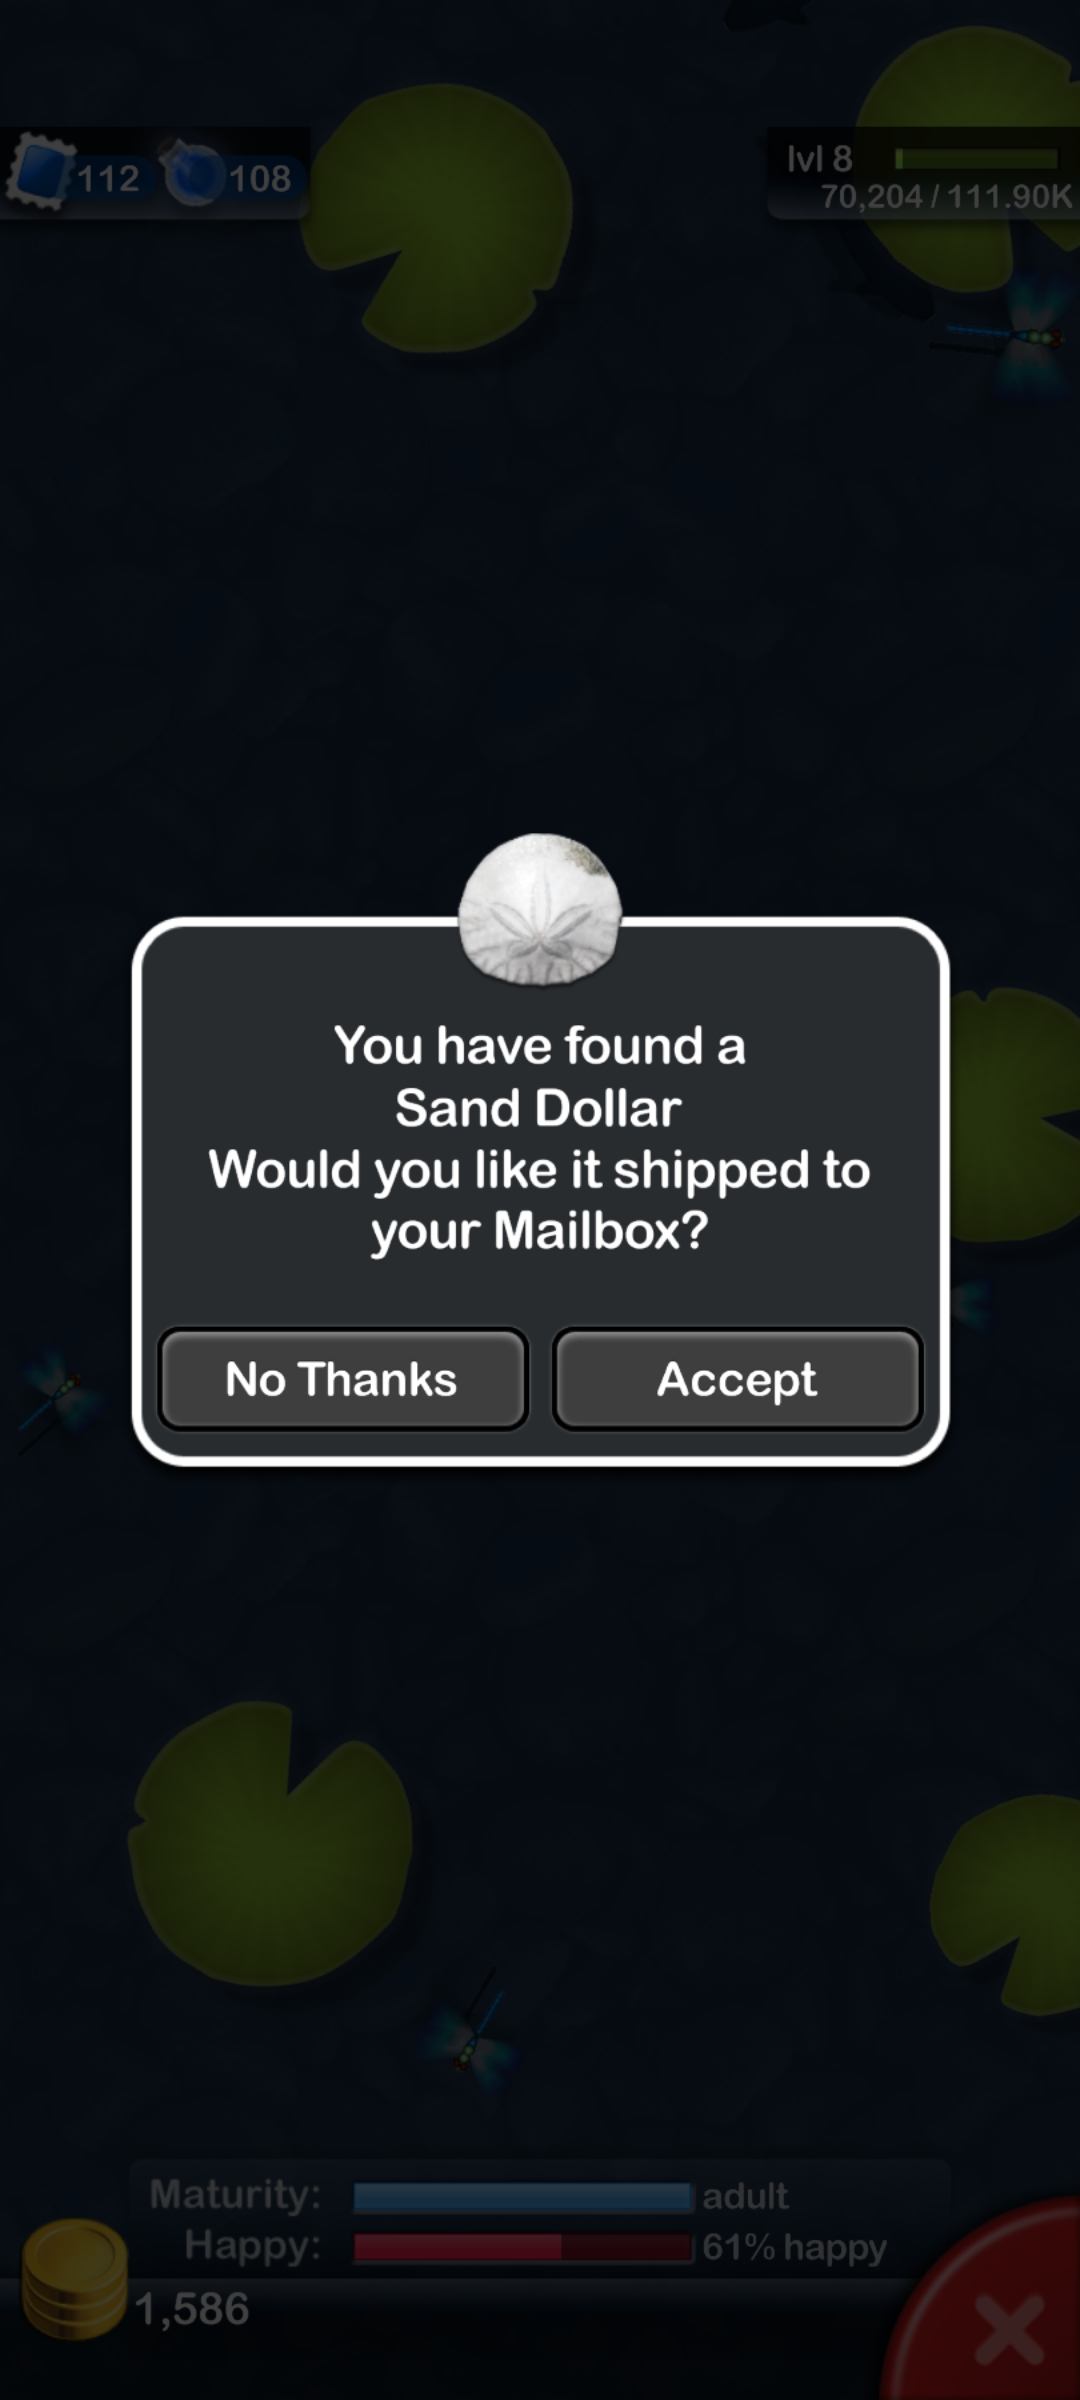 112 108
lvl 8
70,204 / 111.90K
You have found a
Sand Dollar
Would you like it shipped to
your Mailbox?
No Thanks Accept
Maturity: adult
Happy: 61% happy
1,586